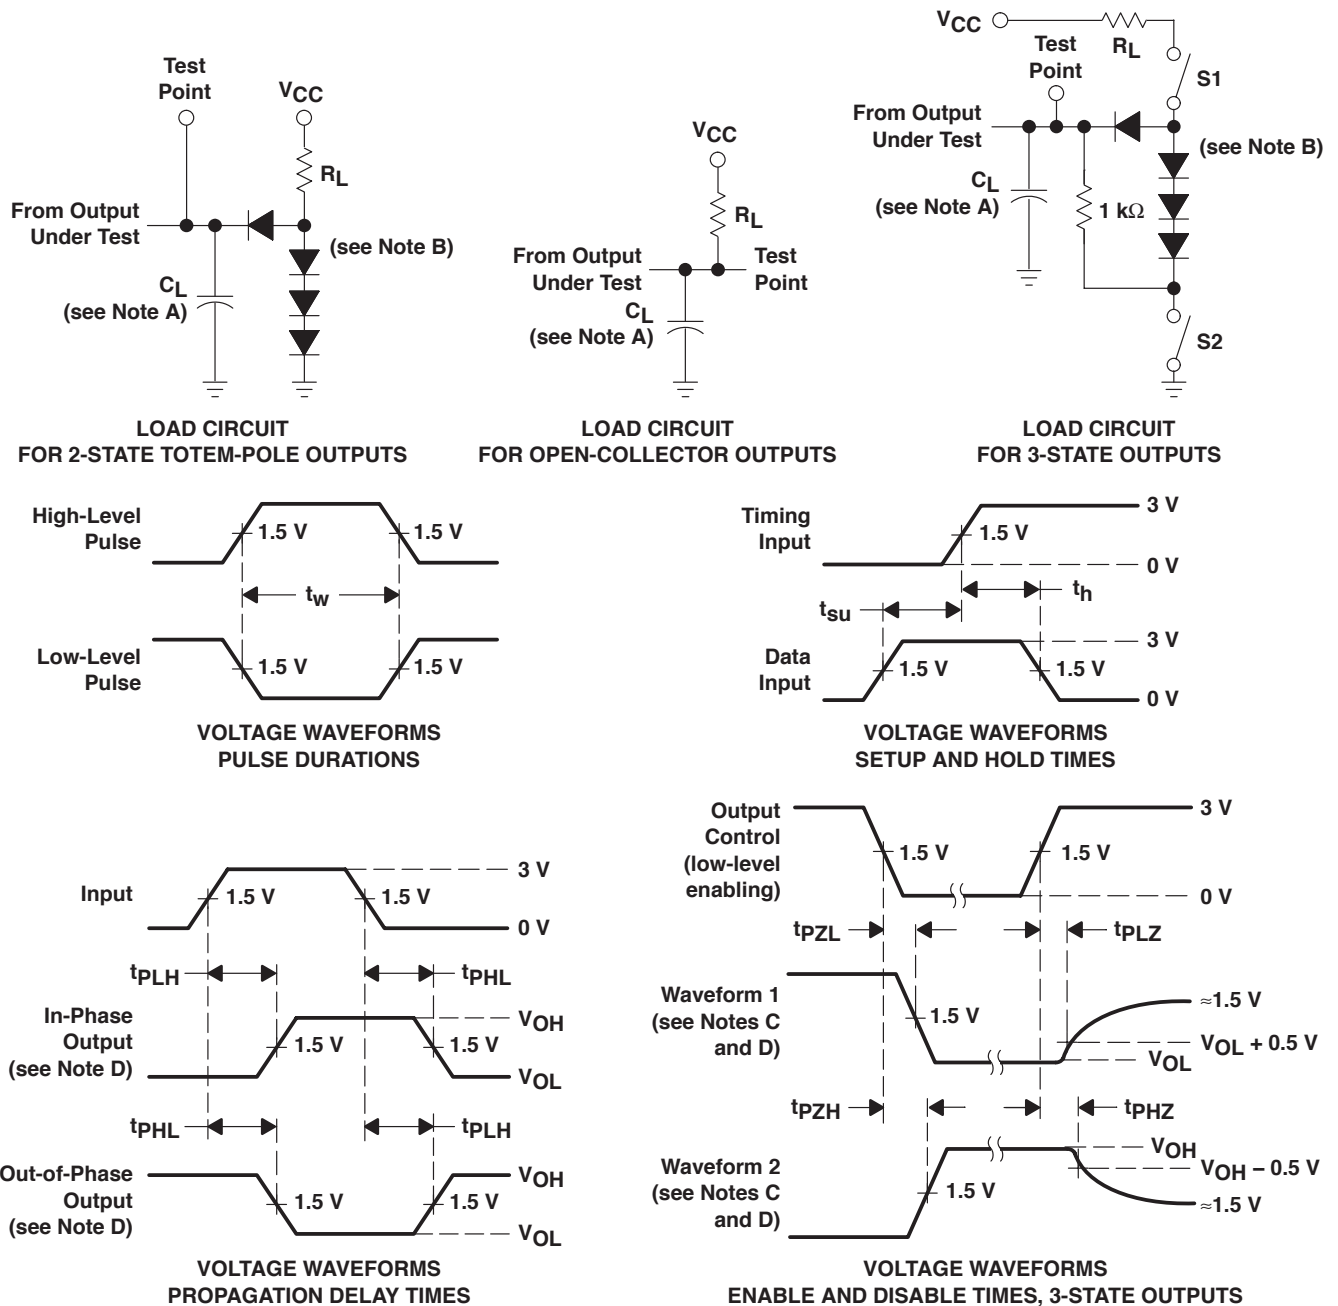 Test
Point
VCC
RL
From Output
Under Test
(see Note B)
CL
(see Note A)
LOAD CIRCUIT
FOR 2-STATE TOTEM-POLE OUTPUTS
VCC
RL
From Output
Under Test
Test
Point
CL
(see Note A)
LOAD CIRCUIT
FOR OPEN-COLLECTOR OUTPUTS
VCC
RL
Test
Point
S1
From Output
Under Test
(see Note B)
CL
(see Note A)
1 kΩ
S2
LOAD CIRCUIT
FOR 3-STATE OUTPUTS
High-Level
Pulse
1.5 V
1.5 V
tw
Low-Level
Pulse
1.5 V
1.5 V
VOLTAGE WAVEFORMS
PULSE DURATIONS
Timing
Input
3 V
1.5 V
0 V
th
tsu
Data
Input
3 V
1.5 V
1.5 V
0 V
VOLTAGE WAVEFORMS
SETUP AND HOLD TIMES
Input
3 V
1.5 V
1.5 V
0 V
tPLH
tPHL
In-Phase
Output
(see Note D)
VOH
1.5 V
1.5 V
VOL
tPHL
tPLH
Out-of-Phase
Output
(see Note D)
VOH
1.5 V
1.5 V
VOL
VOLTAGE WAVEFORMS
PROPAGATION DELAY TIMES
Output
Control
(low-level
enabling)
3 V
1.5 V
1.5 V
0 V
tPZL
tPLZ
Waveform 1
(see Notes C
and D)
≈1.5 V
1.5 V
VOL + 0.5 V
VOL
tPZH
tPHZ
Waveform 2
(see Notes C
and D)
VOH
VOH − 0.5 V
1.5 V
≈1.5 V
VOLTAGE WAVEFORMS
ENABLE AND DISABLE TIMES, 3-STATE OUTPUTS